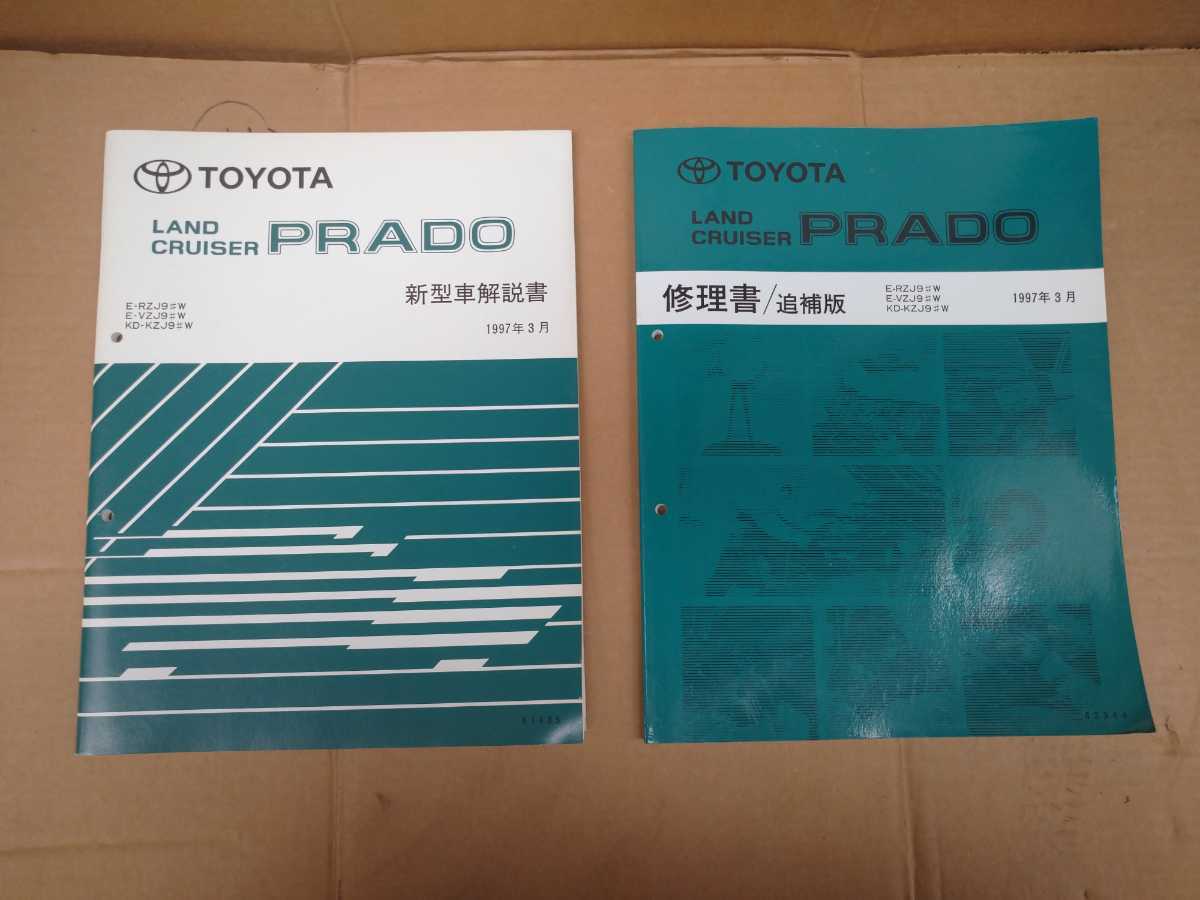 TOYOTA
LAND
CRUISER PRADO
新型車解説書
E-RZJ9♯W
E-VZJ9♯W
KD-KZJ9♯W
1997年3月
TOYOTA
LAND
CRUISER PRADO
修理書/追補版
E-RZJ9♯W
E-VZJ9♯W
KD-KZJ9♯W
1997年3月